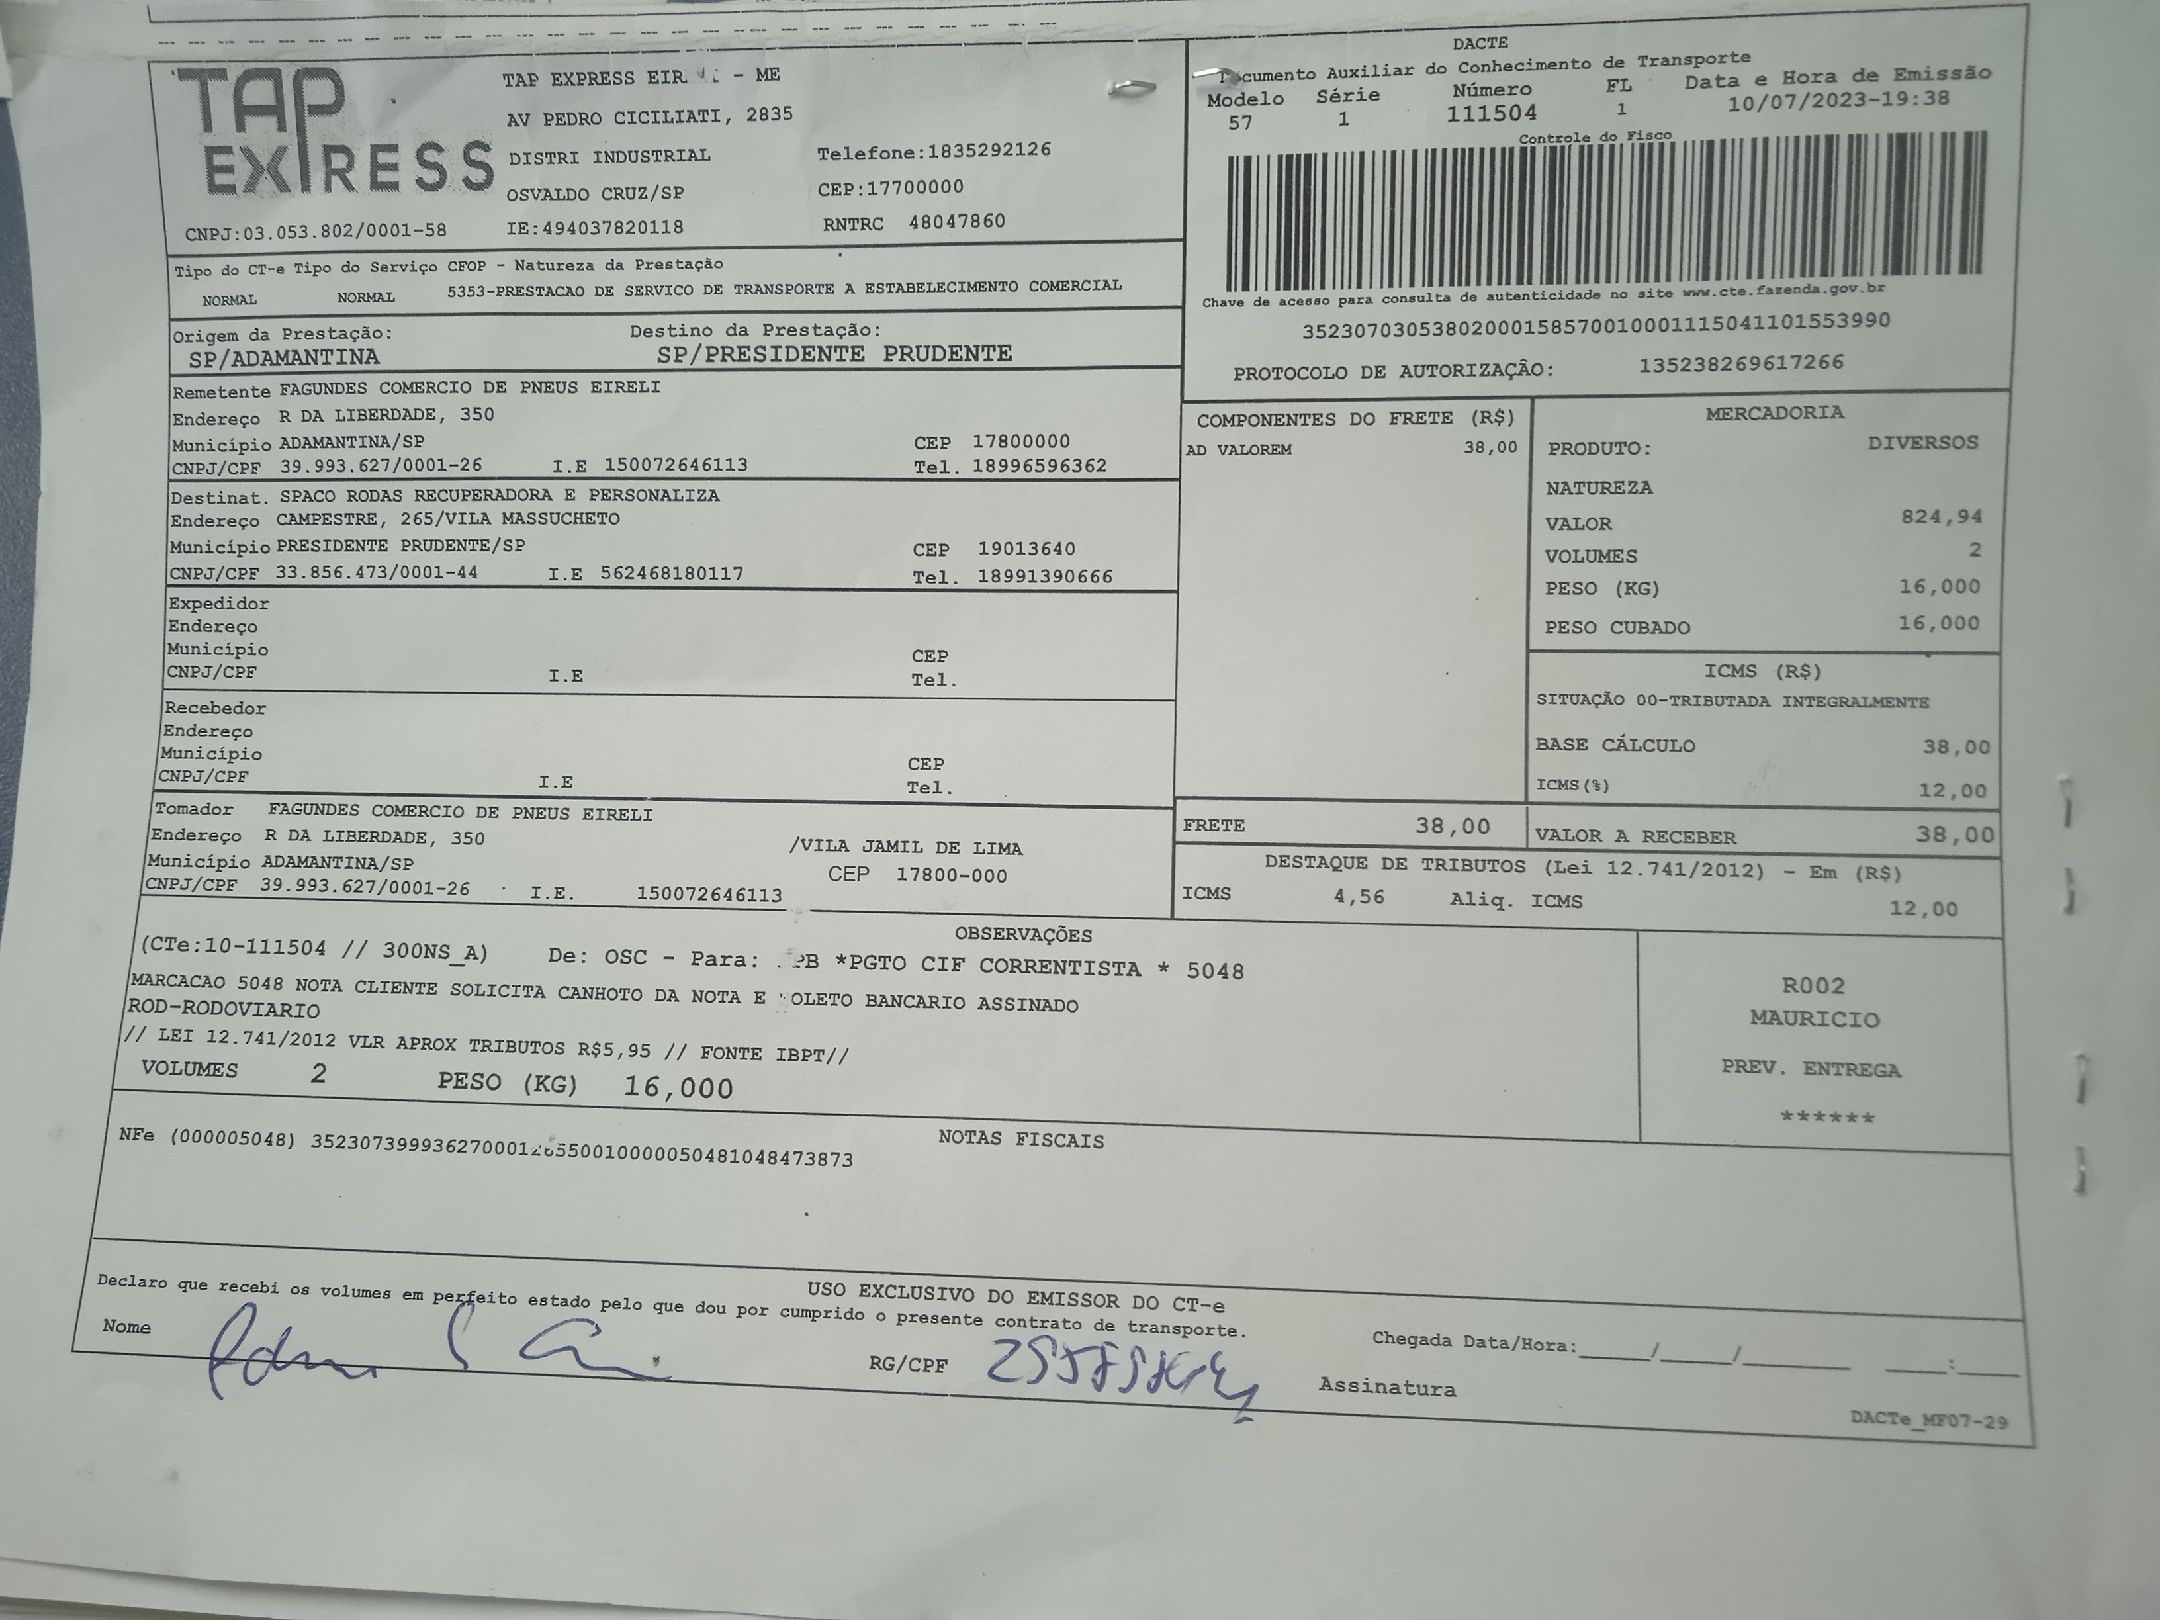 TAP
EXPRESS
CNPJ:03.053.802/0001-58
TAP EXPRESS - ME
AV PEDRO CICILIATI, 2835
DISTRI INDUSTRIAL Telefone:1835292126
OSVALDO CRUZ/SP CEP:17700000
IE:494037820118 RNTRC 48047860
DACTE
Documento Auxiliar do Conhecimento de Transporte
Modelo Série Número FL Data e Hora de Emissão
57 1 111504 1 10/07/2023-19:38
Controle do Fisco
Chave de acesso para consulta de autenticidade no site www.cte.fazenda.gov.br
35230703053802000158570010001115041101553990
PROTOCOLO DE AUTORIZAÇÃO: 135238269617266
Tipo do CT-e Tipo do Serviço CFOP - Natureza da Prestação
NORMAL NORMAL 5353-PRESTACAO DE SERVICO DE TRANSPORTE A ESTABELECIMENTO COMERCIAL
Origem da Prestação: Destino da Prestação:
SP/ADAMANTINA SP/PRESIDENTE PRUDENTE
Remetente FAGUNDES COMERCIO DE PNEUS EIRELI
Endereço R DA LIBERDADE, 350
Município ADAMANTINA/SP CEP 17800000
CNPJ/CPF 39.993.627/0001-26 I.E 150072646113 Tel. 18996596362
Destinat. SPACO RODAS RECUPERADORA E PERSONALIZA
Endereço CAMPESTRE, 265/VILA MASSUCHETO
Município PRESIDENTE PRUDENTE/SP CEP 19013640
CNPJ/CPF 33.856.473/0001-44 I.E 562468180117 Tel. 18991390666
Expedidor
Endereço
Município CEP
CNPJ/CPF I.E Tel.
Recebedor
Endereço
Município CEP
CNPJ/CPF I.E Tel.
Tomador FAGUNDES COMERCIO DE PNEUS EIRELI
Endereço R DA LIBERDADE, 350 /VILA JAMIL DE LIMA
Município ADAMANTINA/SP CEP 17800-000
CNPJ/CPF 39.993.627/0001-26 I.E. 150072646113
COMPONENTES DO FRETE (R$)
AD VALOREM 38,00
MERCADORIA
PRODUTO: DIVERSOS
NATUREZA
VALOR 824,94
VOLUMES 2
PESO (KG) 16,000
PESO CUBADO 16,000
ICMS (R$)
SITUAÇÃO 00-TRIBUTADA INTEGRALMENTE
BASE CÁLCULO 38,00
ICMS(%) 12,00
FRETE 38,00 VALOR A RECEBER 38,00
DESTAQUE DE TRIBUTOS (Lei 12.741/2012) - Em (R$)
ICMS 4,56 Aliq. ICMS 12,00
OBSERVAÇÕES
(CTe:10-111504 // 300NS_A) De: OSC - Para: *PGTO CIF CORRENTISTA * 5048
MARCACAO 5048 NOTA CLIENTE SOLICITA CANHOTO DA NOTA E BOLETO BANCARIO ASSINADO
ROD-RODOVIARIO
// LEI 12.741/2012 VLR APROX TRIBUTOS R$5,95 // FONTE IBPT//
VOLUMES 2 PESO (KG) 16,000
R002
MAURICIO
PREV. ENTREGA
******
NOTAS FISCAIS
NFe (000005048) 35230739993627000126550010000050481048473873
USO EXCLUSIVO DO EMISSOR DO CT-e
Declaro que recebi os volumes em perfeito estado pelo que dou por cumprido o presente contrato de transporte.
Nome RG/CPF Chegada Data/Hora:_____/_____/_______ ____:____
Assinatura
DACTe_MF07-29